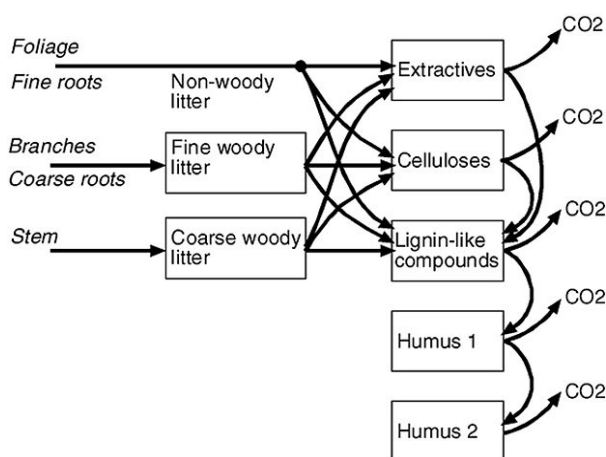 Foliage
Fine roots
Non-woody
litter
Extractives
CO2
Branches
Coarse roots
Fine woody
litter
Celluloses
CO2
Stem
Coarse woody
litter
Lignin-like
compounds
CO2
Humus 1
CO2
Humus 2
CO2